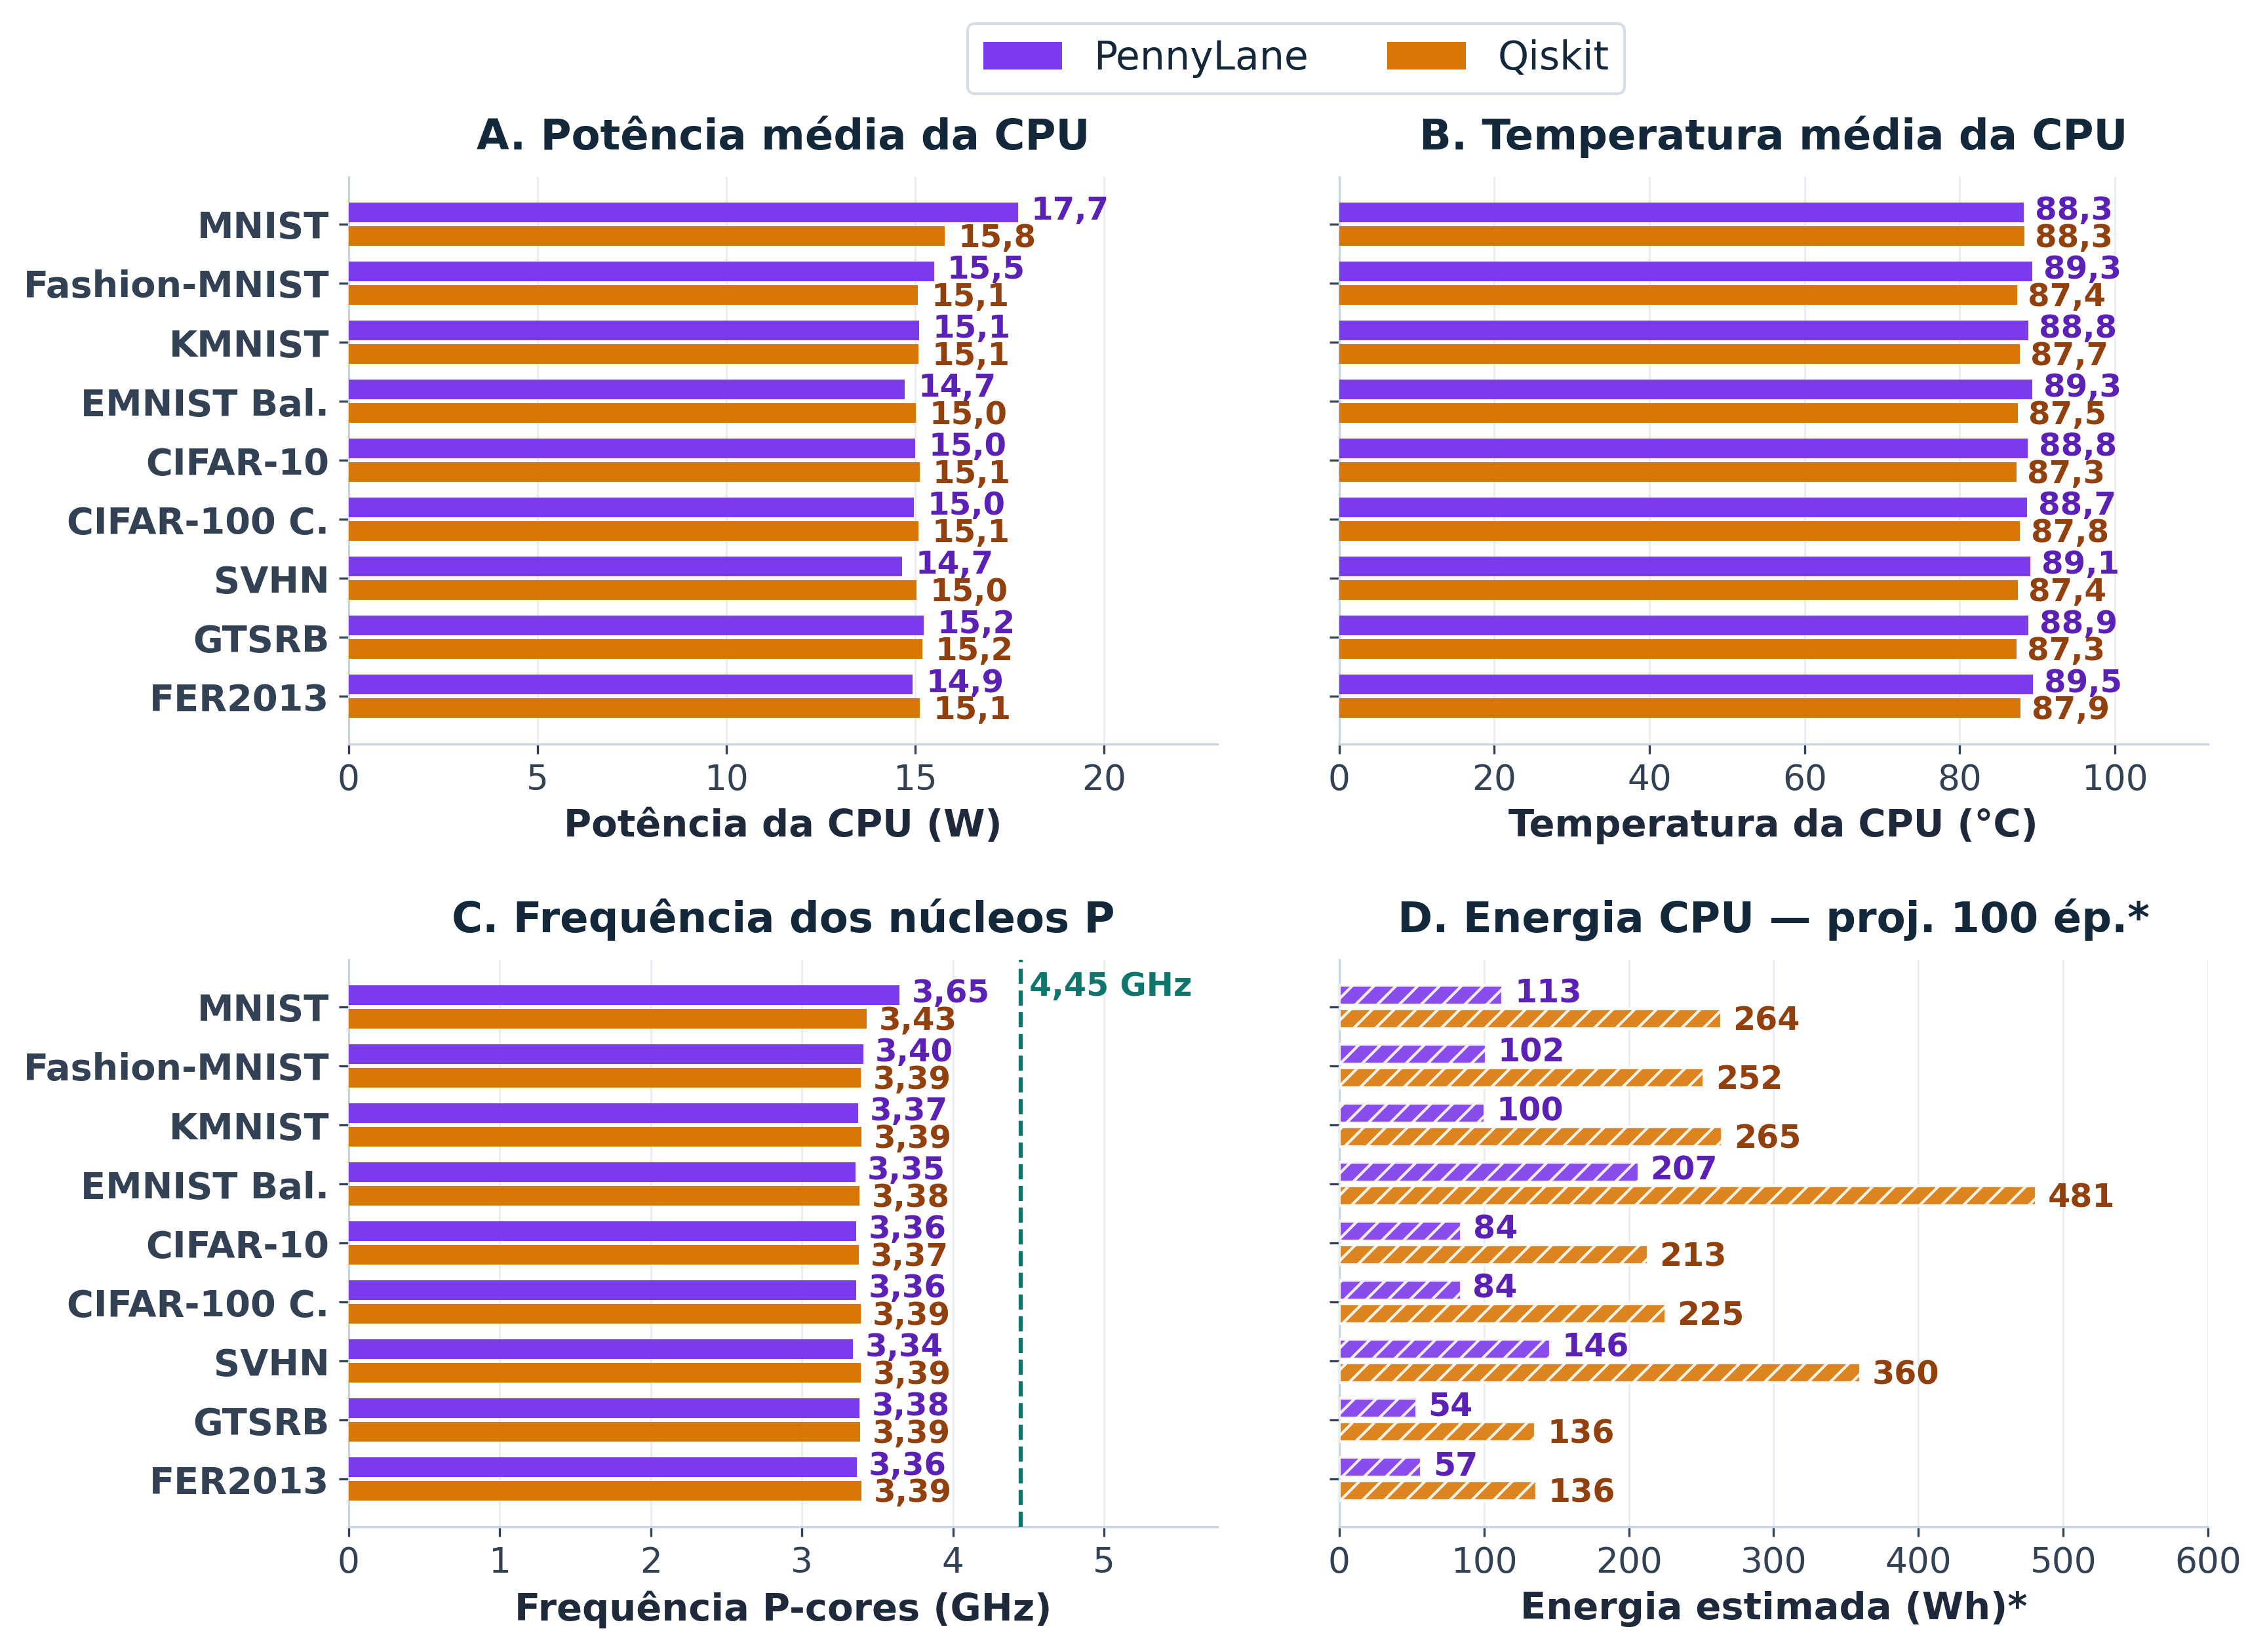 PennyLane
Qiskit
A. Potência média da CPU
MNIST
17,7
15,8
Fashion-MNIST
15,5
15,1
KMNIST
15,1
15,1
EMNIST Bal.
14,7
15,0
CIFAR-10
15,0
15,1
CIFAR-100 C.
15,0
15,1
SVHN
14,7
15,0
GTSRB
15,2
15,2
FER2013
14,9
15,1
0 5 10 15 20
Potência da CPU (W)
B. Temperatura média da CPU
88,3
88,3
89,3
87,4
88,8
87,7
89,3
87,5
88,8
87,3
88,7
87,8
89,1
87,4
88,9
87,3
89,5
87,9
0 20 40 60 80 100
Temperatura da CPU (°C)
C. Frequência dos núcleos P
4,45 GHz
MNIST
3,65
3,43
Fashion-MNIST
3,40
3,39
KMNIST
3,37
3,39
EMNIST Bal.
3,35
3,38
CIFAR-10
3,36
3,37
CIFAR-100 C.
3,36
3,39
SVHN
3,34
3,39
GTSRB
3,38
3,39
FER2013
3,36
3,39
0 1 2 3 4 5
Frequência P-cores (GHz)
D. Energia CPU — proj. 100 ép.*
113
264
102
252
100
265
207
481
84
213
84
225
146
360
54
136
57
136
0 100 200 300 400 500 600
Energia estimada (Wh)*